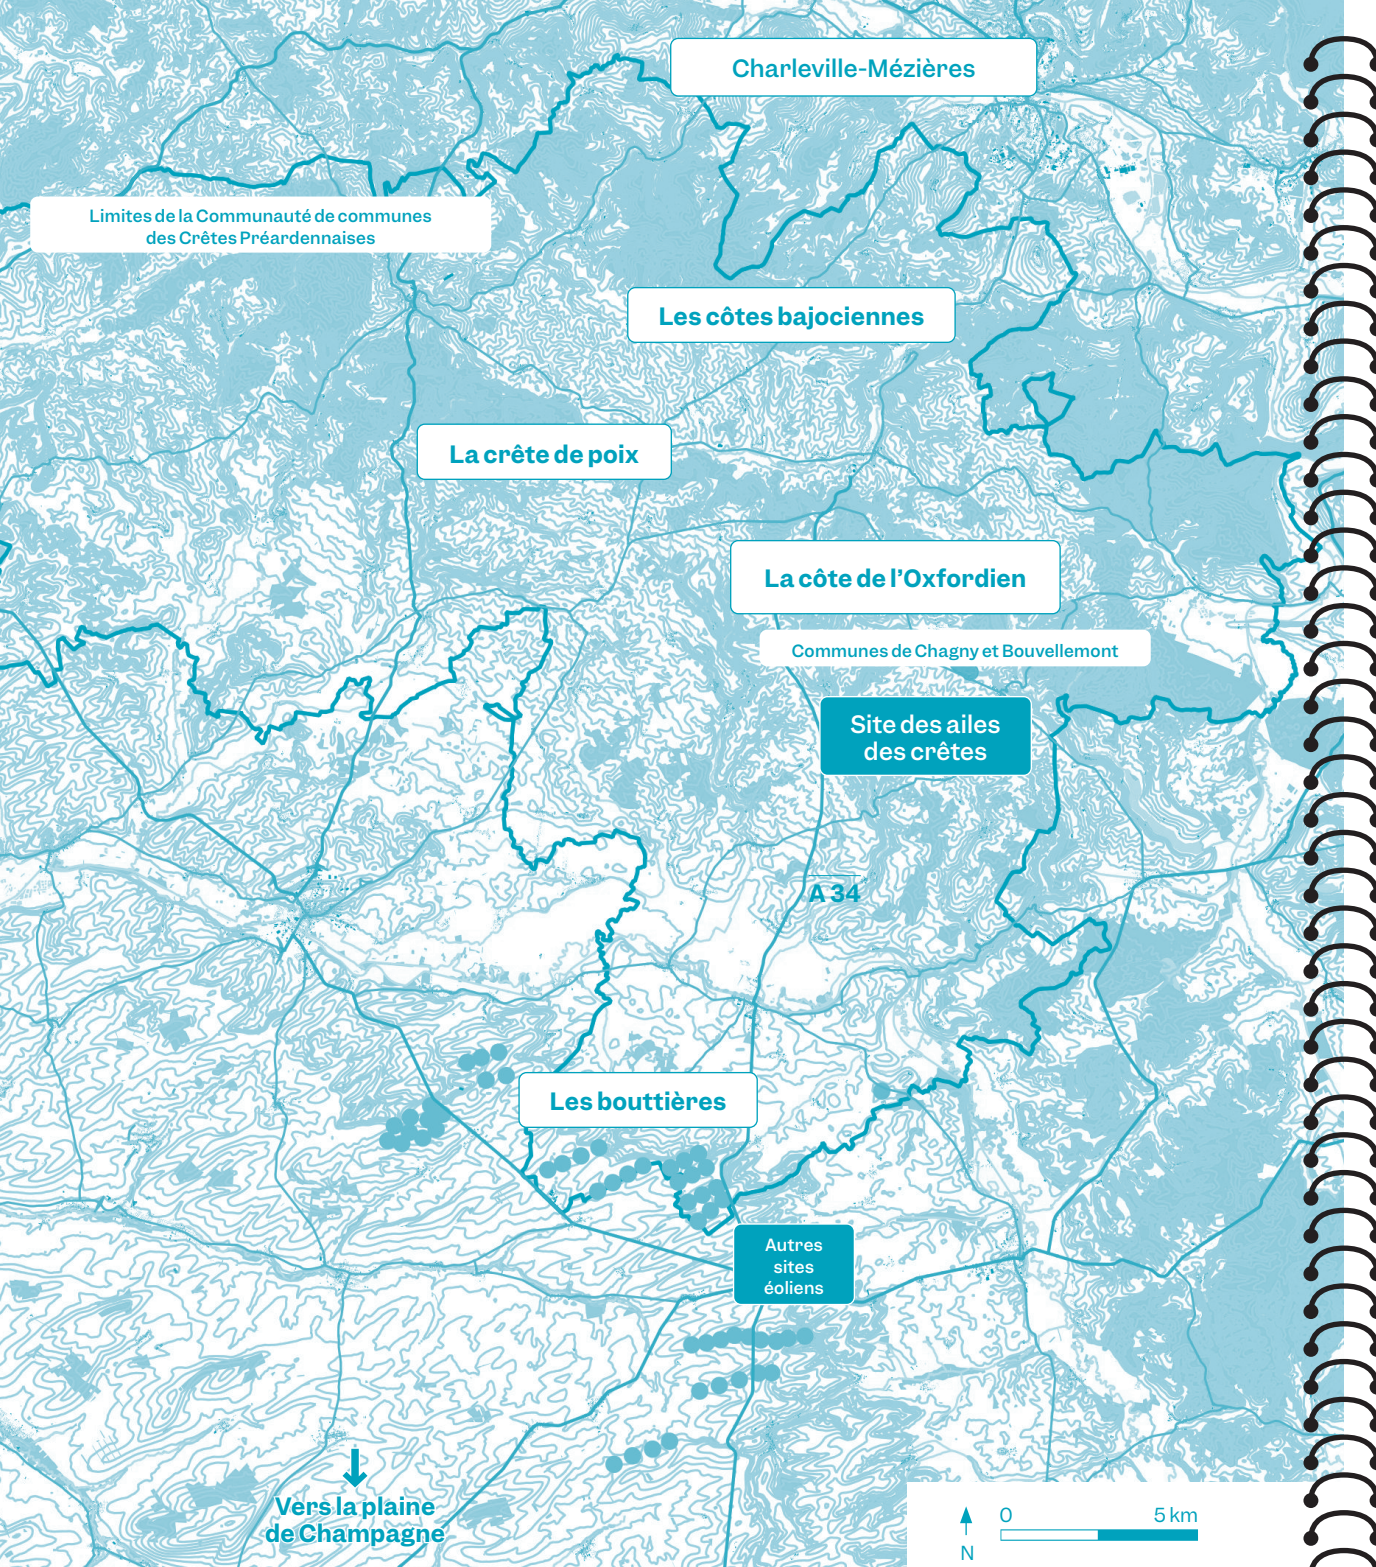 Charleville-Mézières
Limites de la Communauté de communes
des Crêtes Préardennaises
Les côtes bajociennes
La crête de poix
La côte de l’Oxfordien
Communes de Chagny et Bouvellemont
Site des ailes
des crêtes
A 34
Les bouttières
Autres
sites
éoliens
Vers la plaine
de Champagne
0 5 km
N